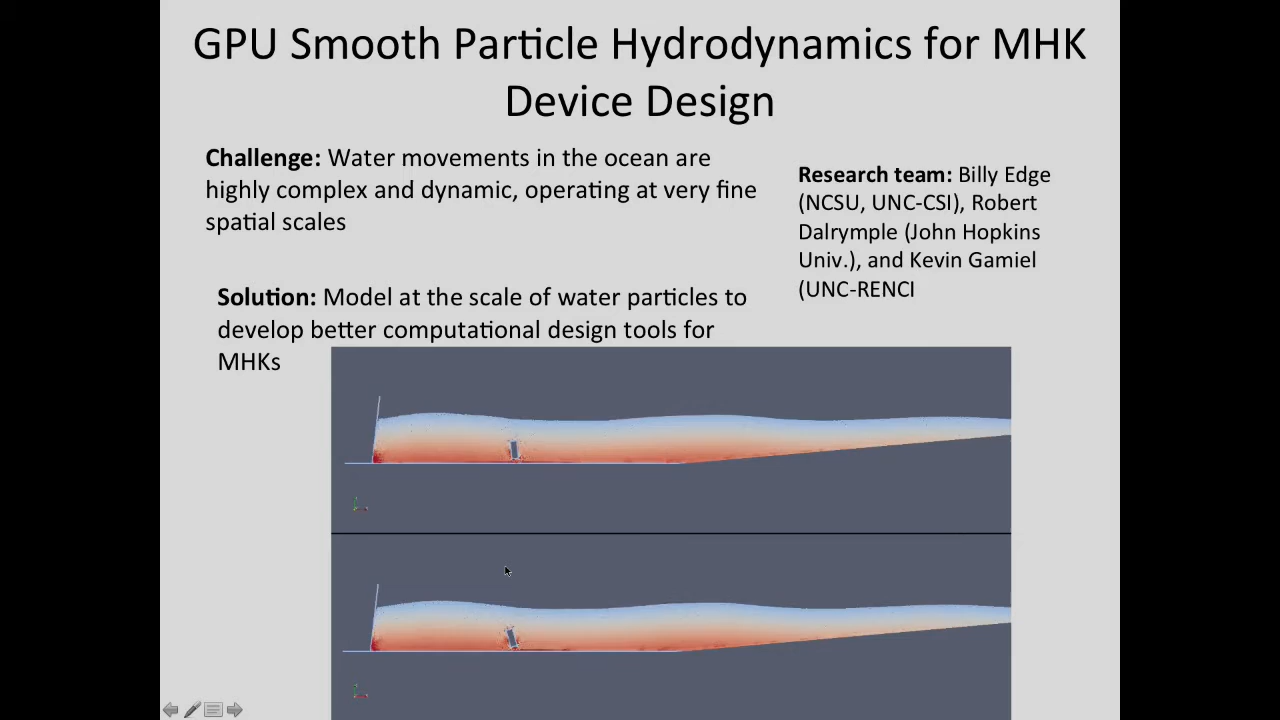 GPU Smooth Particle Hydrodynamics for MHK
Device Design
Challenge: Water movements in the ocean are
highly complex and dynamic, operating at very fine
spatial scales
Research team: Billy Edge
(NCSU, UNC-CSI), Robert
Dalrymple (John Hopkins
Univ.), and Kevin Gamiel
(UNC-RENCI
Solution: Model at the scale of water particles to
develop better computational design tools for
MHKs